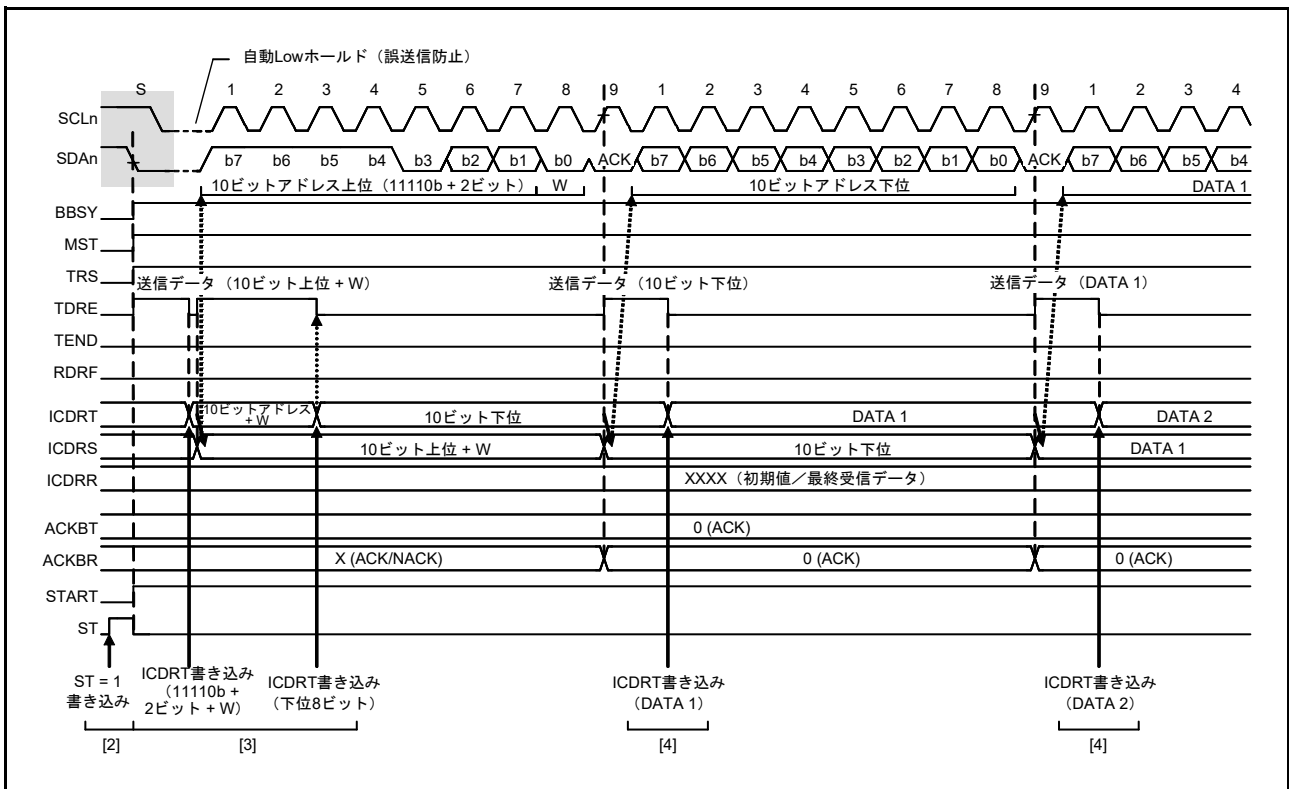 自動Lowホールド（誤送信防止）
S 1 2 3 4 5 6 7 8 9 1 2 3 4 5 6 7 8 9 1 2 3 4
SCLn
SDAn b7 b6 b5 b4 b3 b2 b1 b0 ACK b7 b6 b5 b4 b3 b2 b1 b0 ACK b7 b6 b5 b4
10ビットアドレス上位（11110b + 2ビット） W 10ビットアドレス下位 DATA 1
BBSY
MST
TRS
送信データ（10ビット上位 + W） 送信データ（10ビット下位） 送信データ（DATA 1）
TDRE
TEND
RDRF
ICDRT 10ビットアドレス + W 10ビット下位 DATA 1 DATA 2
ICDRS 10ビット上位 + W 10ビット下位 DATA 1
ICDRR XXXX（初期値／最終受信データ）
ACKBT 0 (ACK)
ACKBR X (ACK/NACK) 0 (ACK) 0 (ACK)
START
ST
ST = 1
書き込み
ICDRT書き込み
（11110b +
2ビット + W）
ICDRT書き込み
（下位8ビット）
ICDRT書き込み
（DATA 1）
ICDRT書き込み
（DATA 2）
[2] [3] [4] [4]